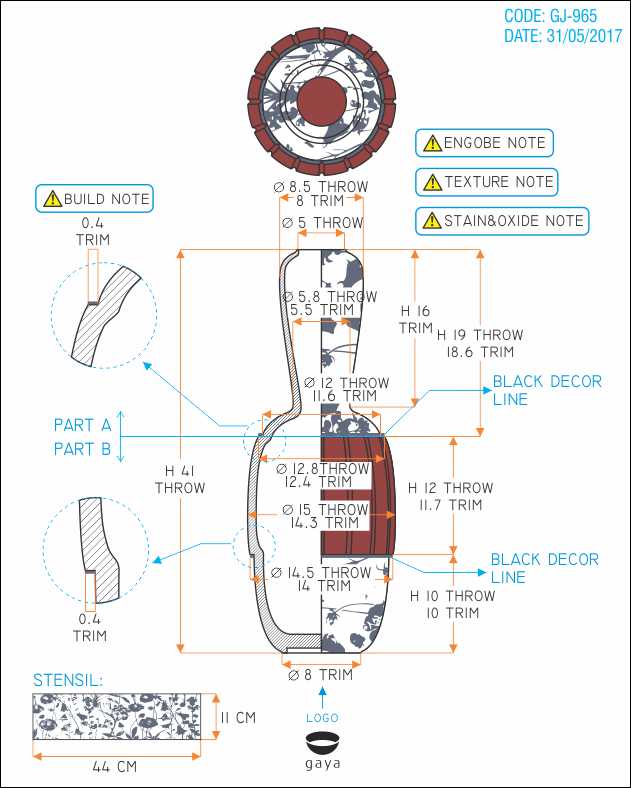 CODE: GJ-965
DATE: 31/05/2017
ENGOBE NOTE
TEXTURE NOTE
STAIN&OXIDE NOTE
BUILD NOTE
0.4
TRIM
Ø 8.5 THROW
8 TRIM
Ø 5 THROW
Ø 5.8 THROW
5.5 TRIM
H 16
TRIM
H 19 THROW
18.6 TRIM
Ø 12 THROW
11.6 TRIM
BLACK DECOR
LINE
PART A
PART B
H 41
THROW
Ø 12.8THROW
12.4 TRIM
H 12 THROW
11.7 TRIM
Ø 15 THROW
14.3 TRIM
BLACK DECOR
LINE
Ø 14.5 THROW
14 TRIM
H 10 THROW
10 TRIM
0.4
TRIM
Ø 8 TRIM
STENSIL:
11 CM
44 CM
LOGO
gaya